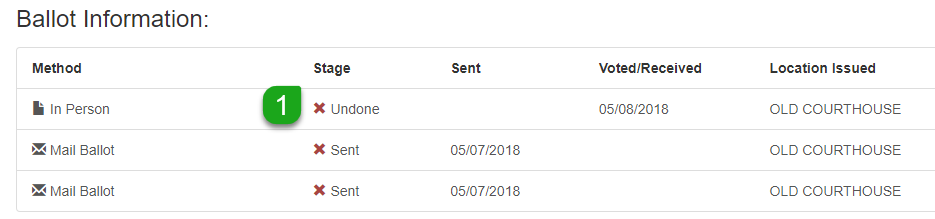 Ballot Information:
Method Stage Sent Voted/Received Location Issued
In Person 1 Undone 05/08/2018 OLD COURTHOUSE
Mail Ballot Sent 05/07/2018 OLD COURTHOUSE
Mail Ballot Sent 05/07/2018 OLD COURTHOUSE